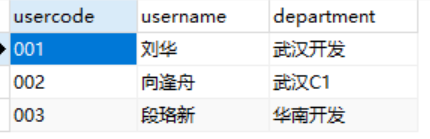 usercode username department
001 刘华 武汉开发
002 向逢舟 武汉C1
003 段珞新 华南开发